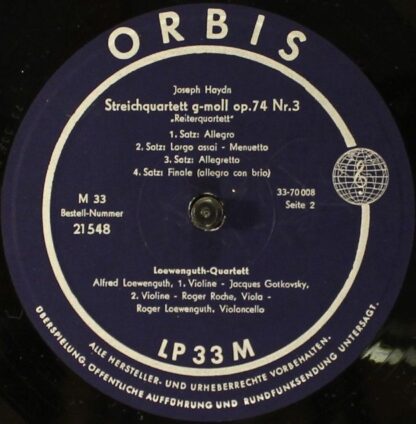 ORBIS
Joseph Haydn
Streichquartett g-moll op.74 Nr.3
„Reiterquartett"
1. Satz: Allegro
2. Satz: Largo assai - Menuetto
3. Satz: Allegretto
4. Satz: Finale (allegro con brio)
M 33
Bestell-Nummer
21548
33-70008
Seite 2
Loewenguth-Quartett
Alfred Loewenguth, 1. Violine - Jacques Gotkovsky,
2. Violine - Roger Roche, Viola -
Roger Loewenguth, Violoncello
LP 33 M
ALLE HERSTELLER- UND URHEBERRECHTE VORBEHALTEN.
ÜBERSPIELUNG, ÖFFENTLICHE AUFFÜHRUNG UND RUNDFUNKSENDUNG UNTERSAGT.